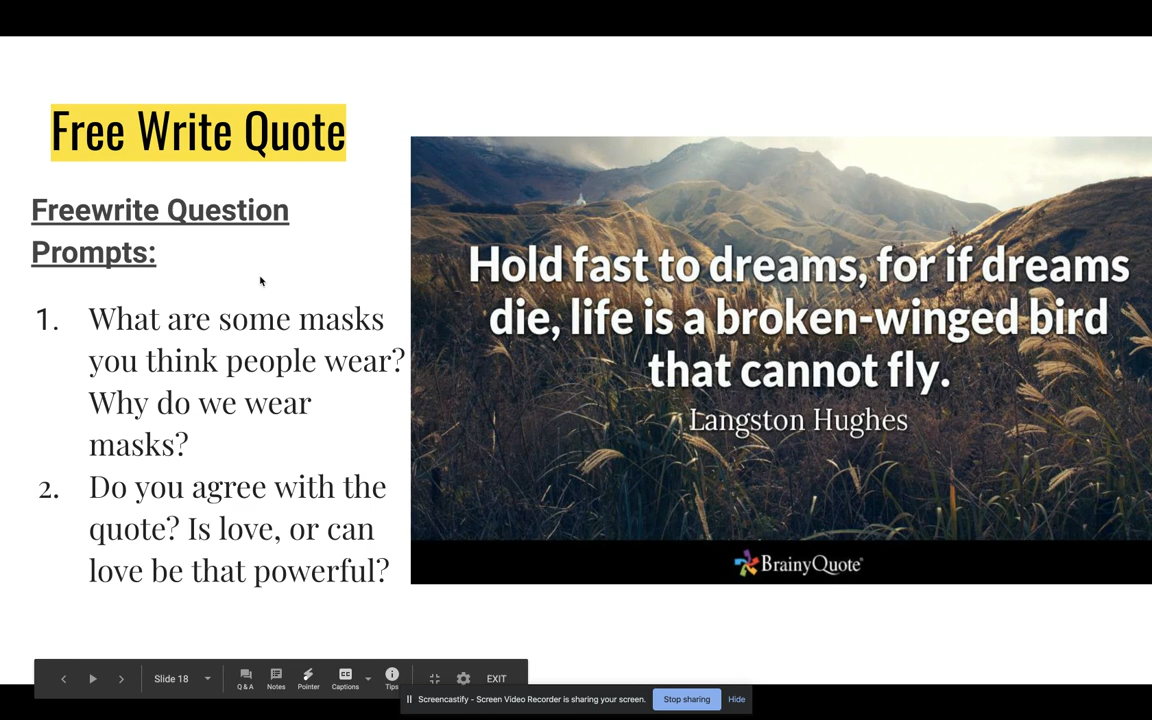 Free Write Quote
Freewrite Question
Prompts:
1. What are some masks
you think people wear?
Why do we wear
masks?
2. Do you agree with the
quote? Is love, or can
love be that powerful?
Hold fast to dreams, for if dreams
die, life is a broken-winged bird
that cannot fly.
Langston Hughes
BrainyQuote®
Slide 18
Q & A
Notes
Pointer
CC
Captions
Tips
EXIT
Screencastify - Screen Video Recorder is sharing your screen.
Stop sharing
Hide